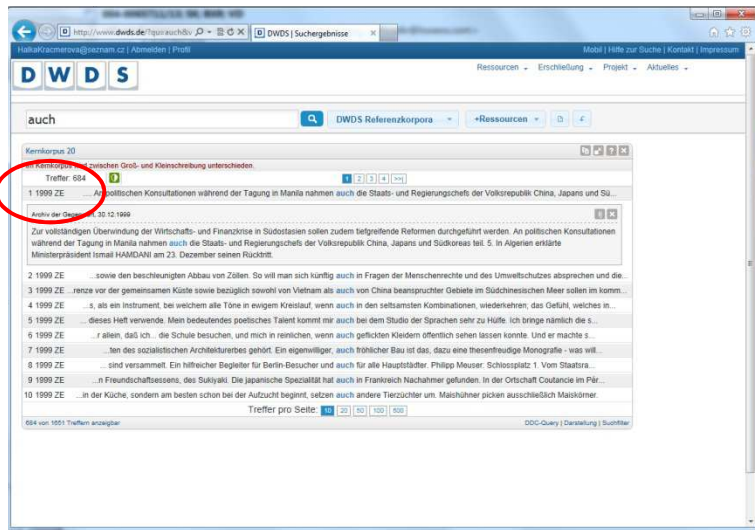 http://www.dwds.de/?qu=auch&v
DWDS | Suchergebnisse
HalkaKracmerova@seznam.cz | Abmelden | Profil
Mobil | Hilfe zur Suche | Kontakt | Impressum
DWDS
Ressourcen Erschließung Projekt Aktuelles
auch
DWDS Referenzkorpora
+Ressourcen
Kernkorpus 20
Im Kernkorpus wird zwischen Groß- und Kleinschreibung unterschieden.
Treffer: 684
1 2 3 4 >>|
1 1999 ZE .... An politischen Konsultationen während der Tagung in Manila nahmen auch die Staats- und Regierungschefs der Volksrepublik China, Japans und Sü...
Archiv der Gegenwart, 30.12.1999
Zur vollständigen Überwindung der Wirtschafts- und Finanzkrise in Südostasien sollen zudem tiefgreifende Reformen durchgeführt werden. An politischen Konsultationen
während der Tagung in Manila nahmen auch die Staats- und Regierungschefs der Volksrepublik China, Japans und Südkoreas teil. 5. In Algerien erklärte
Ministerpräsident Ismail HAMDANI am 23. Dezember seinen Rücktritt.
2 1999 ZE ...sowie den beschleunigten Abbau von Zöllen. So will man sich künftig auch in Fragen der Menschenrechte und des Umweltschutzes absprechen und die...
3 1999 ZE ...renze vor der gemeinsamen Küste sowie bezüglich sowohl von Vietnam als auch von China beanspruchter Gebiete im Südchinesischen Meer sollen im komm...
4 1999 ZE ...s, als ein Instrument, bei welchem alle Töne in ewigem Kreislauf, wenn auch in den seltsamsten Kombinationen, wiederkehren; das Gefühl, welches in...
5 1999 ZE ... dieses Heft verwende. Mein bedeutendes poetisches Talent kommt mir auch bei dem Studio der Sprachen sehr zu Hülfe. Ich bringe nämlich die s...
6 1999 ZE ...r allein, daß ich... die Schule besuchen, und mich in reinlichen, wenn auch geflickten Kleidern öffentlich sehen lassen konnte. Und er machte s...
7 1999 ZE ...ten des sozialistischen Architekturerbes gehört. Ein eigenwilliger, auch fröhlicher Bau ist das, dazu eine thesenfreudige Monografie - was will...
8 1999 ZE ... sind versammelt. Ein hilfreicher Begleiter für Berlin-Besucher und auch für alle Hauptstädter. Philipp Meuser. Schlossplatz 1. Vom Staatsra...
9 1999 ZE ...n Freundschaftsessens, des Sukiyaki. Die japanische Spezialität hat auch in Frankreich Nachahmer gefunden. In der Ortschaft Coutancie im Pér...
10 1999 ZE ...in der Küche, sondern am besten schon bei der Aufzucht beginnt, setzen auch andere Tierzüchter um. Maishühner picken ausschließlich Maiskörner.
Treffer pro Seite: 10 20 50 100 500
684 von 1651 Treffern anzeigbar
DDC-Query | Darstellung | Suchfilter